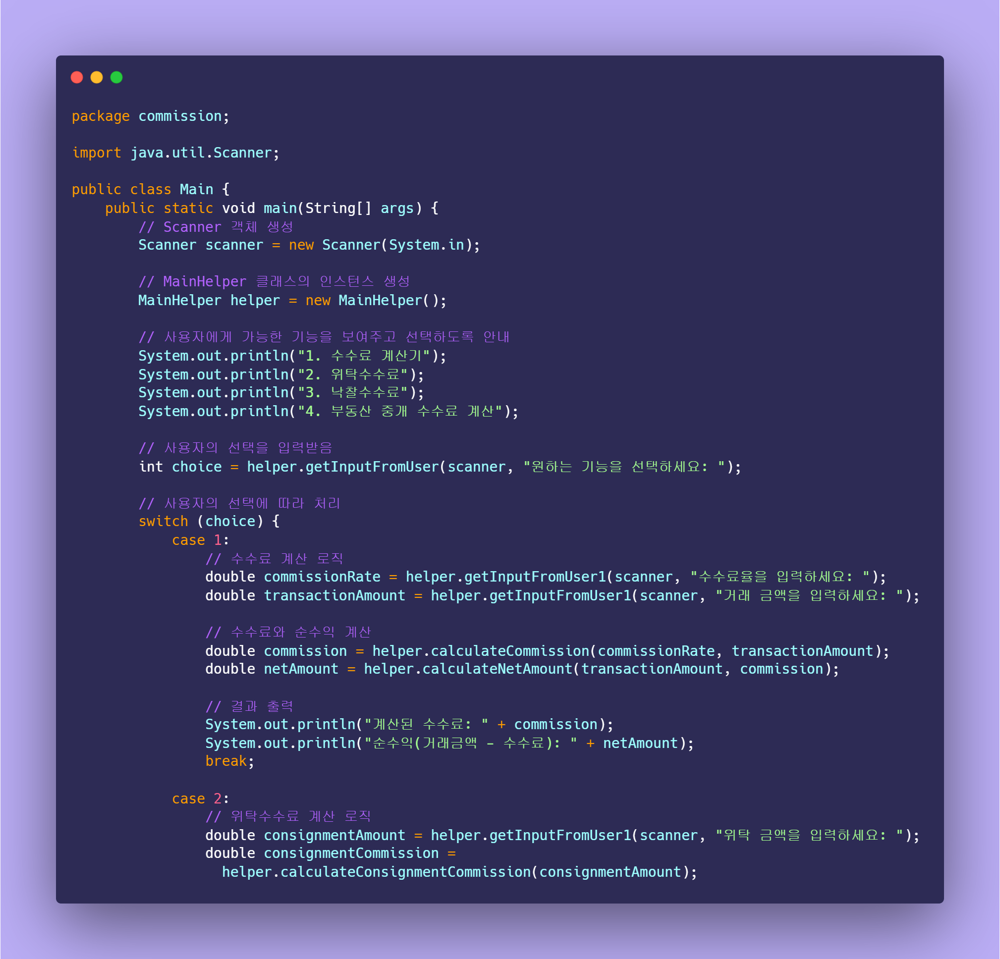 package commission;

import java.util.Scanner;

public class Main {
    public static void main(String[] args) {
        // Scanner 객체 생성
        Scanner scanner = new Scanner(System.in);

        // MainHelper 클래스의 인스턴스 생성
        MainHelper helper = new MainHelper();

        // 사용자에게 가능한 기능을 보여주고 선택하도록 안내
        System.out.println("1. 수수료 계산기");
        System.out.println("2. 위탁수수료");
        System.out.println("3. 낙찰수수료");
        System.out.println("4. 부동산 중개 수수료 계산");

        // 사용자의 선택을 입력받음
        int choice = helper.getInputFromUser(scanner, "원하는 기능을 선택하세요: ");

        // 사용자의 선택에 따라 처리
        switch (choice) {
            case 1:
                // 수수료 계산 로직
                double commissionRate = helper.getInputFromUser1(scanner, "수수료율을 입력하세요: ");
                double transactionAmount = helper.getInputFromUser1(scanner, "거래 금액을 입력하세요: ");

                // 수수료와 순수익 계산
                double commission = helper.calculateCommission(commissionRate, transactionAmount);
                double netAmount = helper.calculateNetAmount(transactionAmount, commission);

                // 결과 출력
                System.out.println("계산된 수수료: " + commission);
                System.out.println("순수익(거래금액 - 수수료): " + netAmount);
                break;

            case 2:
                // 위탁수수료 계산 로직
                double consignmentAmount = helper.getInputFromUser1(scanner, "위탁 금액을 입력하세요: ");
                double consignmentCommission =
                  helper.calculateConsignmentCommission(consignmentAmount);